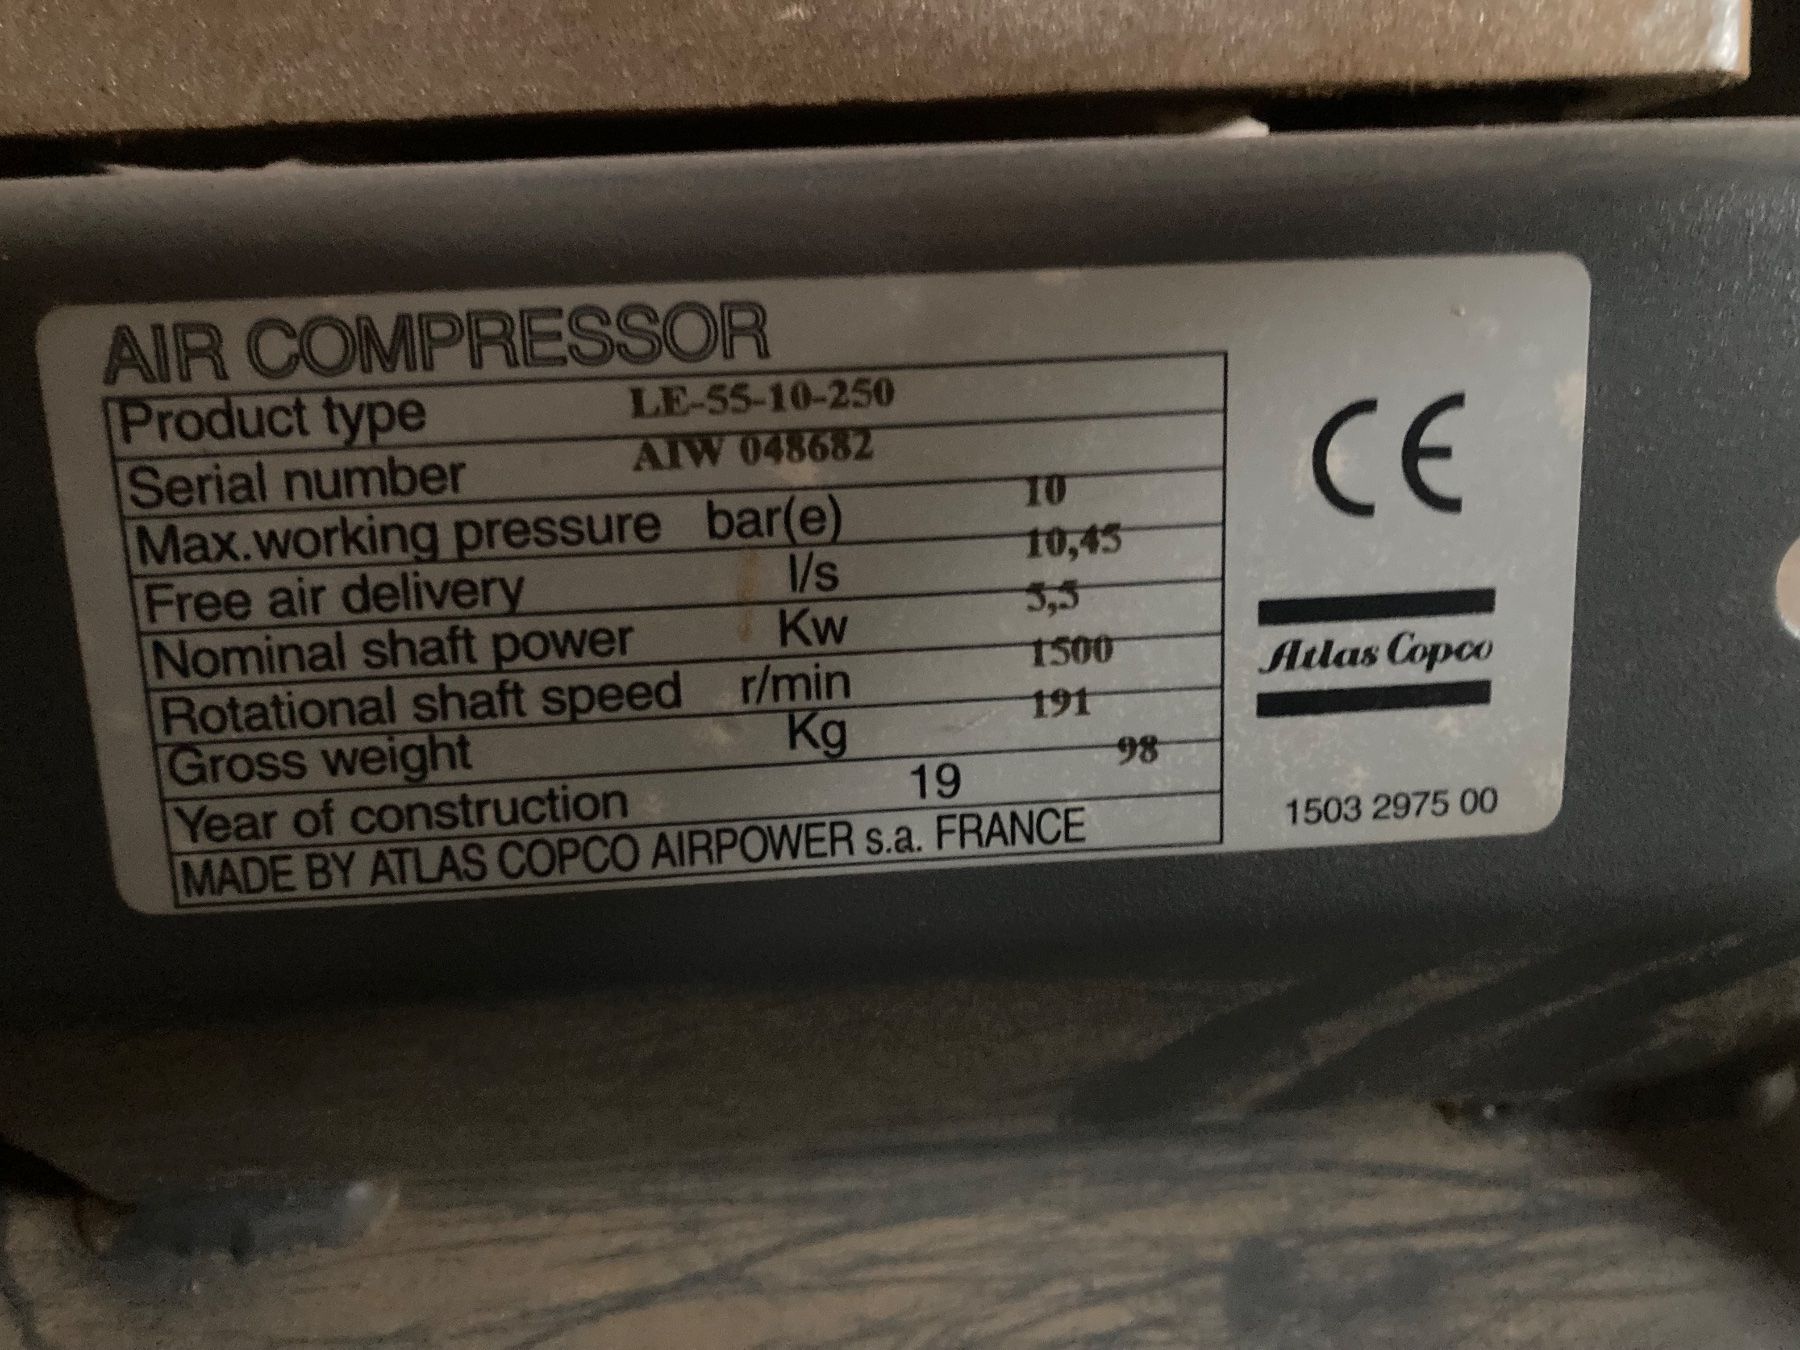 AIR COMPRESSOR
Product type LE-55-10-250
Serial number AIW 048682
Max.working pressure bar(e) 10
Free air delivery l/s 10,45
Nominal shaft power Kw 5,5
Rotational shaft speed r/min 1500
Gross weight Kg 191
Year of construction 19 98
MADE BY ATLAS COPCO AIRPOWER s.a. FRANCE
CE
Atlas Copco
1503 2975 00